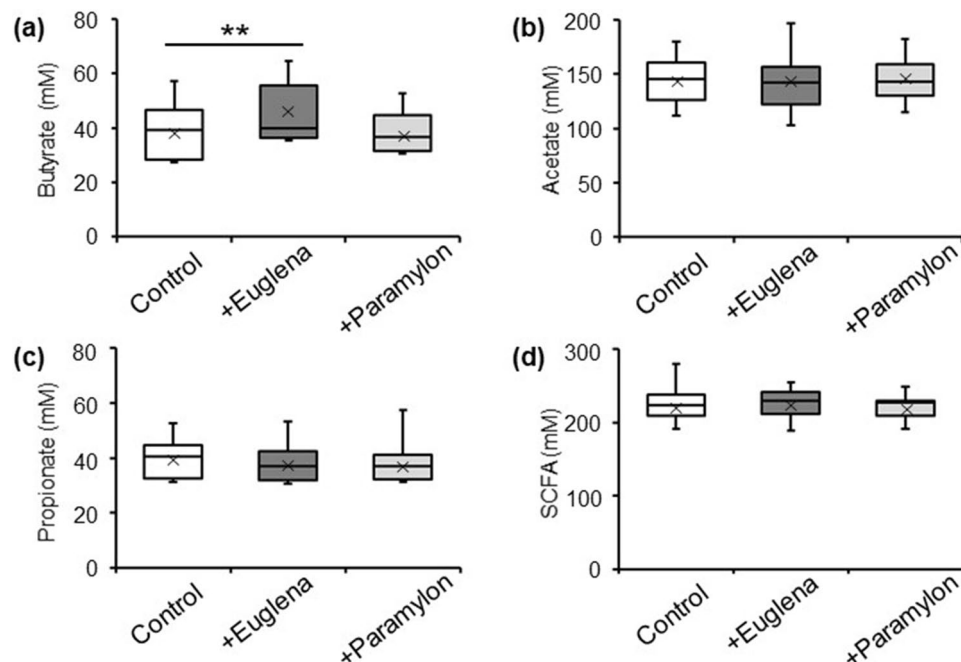 (a)
**
Butyrate (mM)
80
60
40
20
0
Control
+Euglena
+Paramylon
(b)
Acetate (mM)
200
150
100
50
0
Control
+Euglena
+Paramylon
(c)
Propionate (mM)
80
60
40
20
0
Control
+Euglena
+Paramylon
(d)
SCFA (mM)
300
200
100
0
Control
+Euglena
+Paramylon